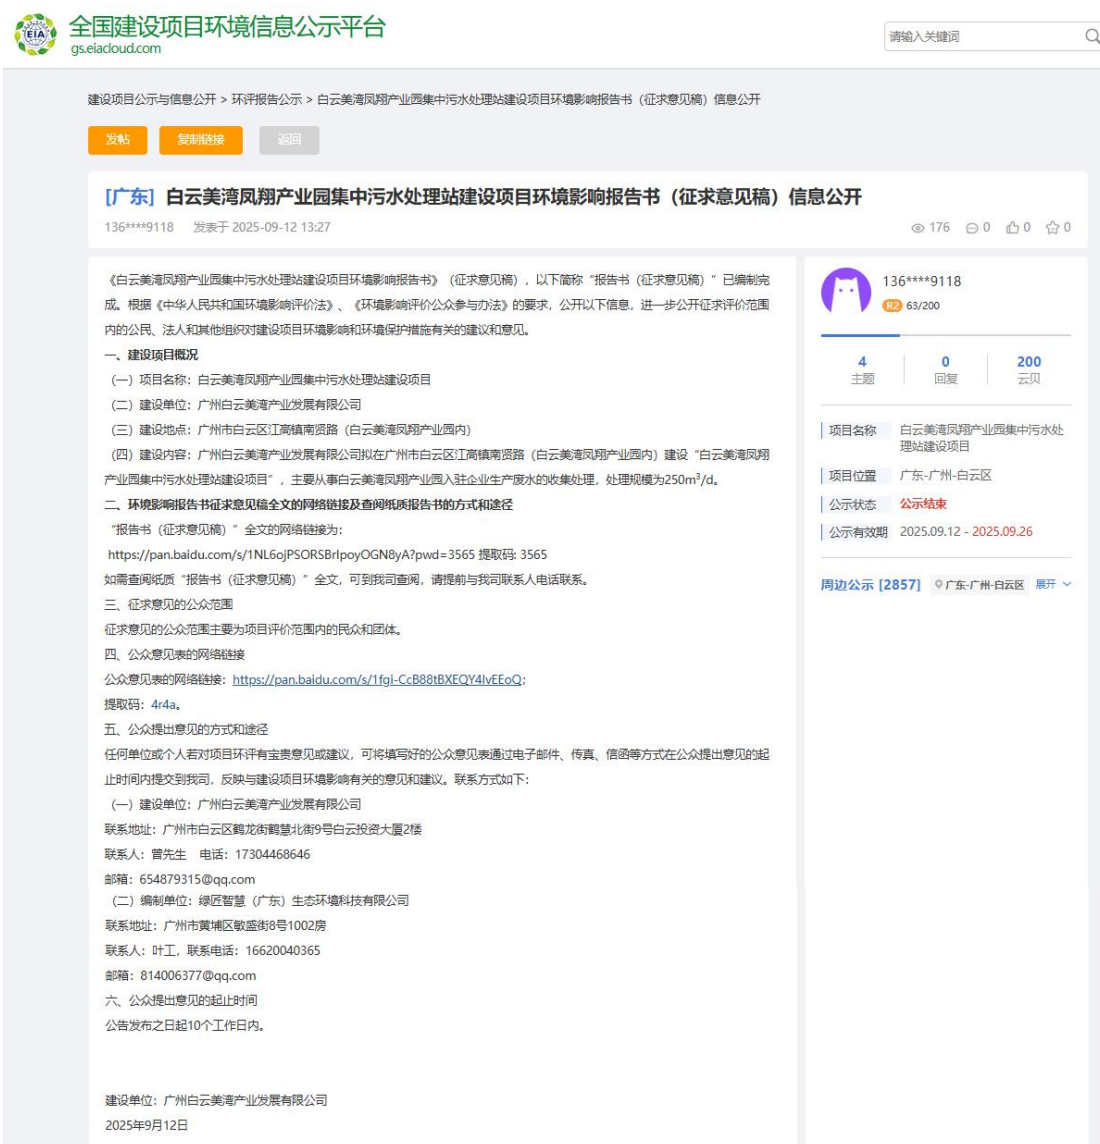 EIA
全国建设项目环境信息公示平台
gs.eiacloud.com
请输入关键词
建设项目公示与信息公开 > 环评报告公示 > 白云美湾凤翔产业园集中污水处理站建设项目环境影响报告书（征求意见稿）信息公开
发帖 复制链接 返回
[广东] 白云美湾凤翔产业园集中污水处理站建设项目环境影响报告书（征求意见稿）信息公开
136****9118 发表于 2025-09-12 13:27
176 0 0 0
《白云美湾凤翔产业园集中污水处理站建设项目环境影响报告书》（征求意见稿），以下简称“报告书（征求意见稿）”已编制完
成。根据《中华人民共和国环境影响评价法》、《环境影响评价公众参与办法》的要求，公开以下信息，进一步公开征求评价范围
内的公民、法人和其他组织对建设项目环境影响和环境保护措施有关的建议和意见。
一、建设项目概况
（一）项目名称：白云美湾凤翔产业园集中污水处理站建设项目
（二）建设单位：广州白云美湾产业发展有限公司
（三）建设地点：广州市白云区江高镇南贤路（白云美湾凤翔产业园内）
（四）建设内容：广州白云美湾产业发展有限公司拟在广州市白云区江高镇南贤路（白云美湾凤翔产业园内）建设“白云美湾凤翔
产业园集中污水处理站建设项目”，主要从事白云美湾凤翔产业园入驻企业生产废水的收集处理，处理规模为250m³/d。
二、环境影响报告书征求意见稿全文的网络链接及查阅纸质报告书的方式和途径
“报告书（征求意见稿）”全文的网络链接为：
https://pan.baidu.com/s/1NL6ojPSORSBrIpoyOGN8yA?pwd=3565 提取码: 3565
如需查阅纸质“报告书（征求意见稿）”全文，可到我司查阅，请提前与我司联系人电话联系。
三、征求意见的公众范围
征求意见的公众范围主要为项目评价范围内的民众和团体。
四、公众意见表的网络链接
公众意见表的网络链接：https://pan.baidu.com/s/1fgi-CcB88tBXEQY4IvEEoQ;
提取码：4r4a。
五、公众提出意见的方式和途径
任何单位或个人若对项目环评有宝贵意见或建议，可将填写好的公众意见表通过电子邮件、传真、信函等方式在公众提出意见的起
止时间内提交到我司，反映与建设项目环境影响有关的意见和建议。联系方式如下：
（一）建设单位：广州白云美湾产业发展有限公司
联系地址：广州市白云区鹤龙街鹤慧北街9号白云投资大厦2楼
联系人：曾先生 电话：17304468646
邮箱：654879315@qq.com
（二）编制单位：绿匠智慧（广东）生态环境科技有限公司
联系地址：广州市黄埔区敏盛街8号1002房
联系人：叶工，联系电话：16620040365
邮箱：814006377@qq.com
六、公众提出意见的起止时间
公告发布之日起10个工作日内。
建设单位：广州白云美湾产业发展有限公司
2025年9月12日
136****9118
R2 63/200
4 0 200
主题 回复 云贝
项目名称 白云美湾凤翔产业园集中污水处
理站建设项目
项目位置 广东-广州-白云区
公示状态 公示结束
公示有效期 2025.09.12 - 2025.09.26
周边公示 [2857] 广东-广州-白云区 展开